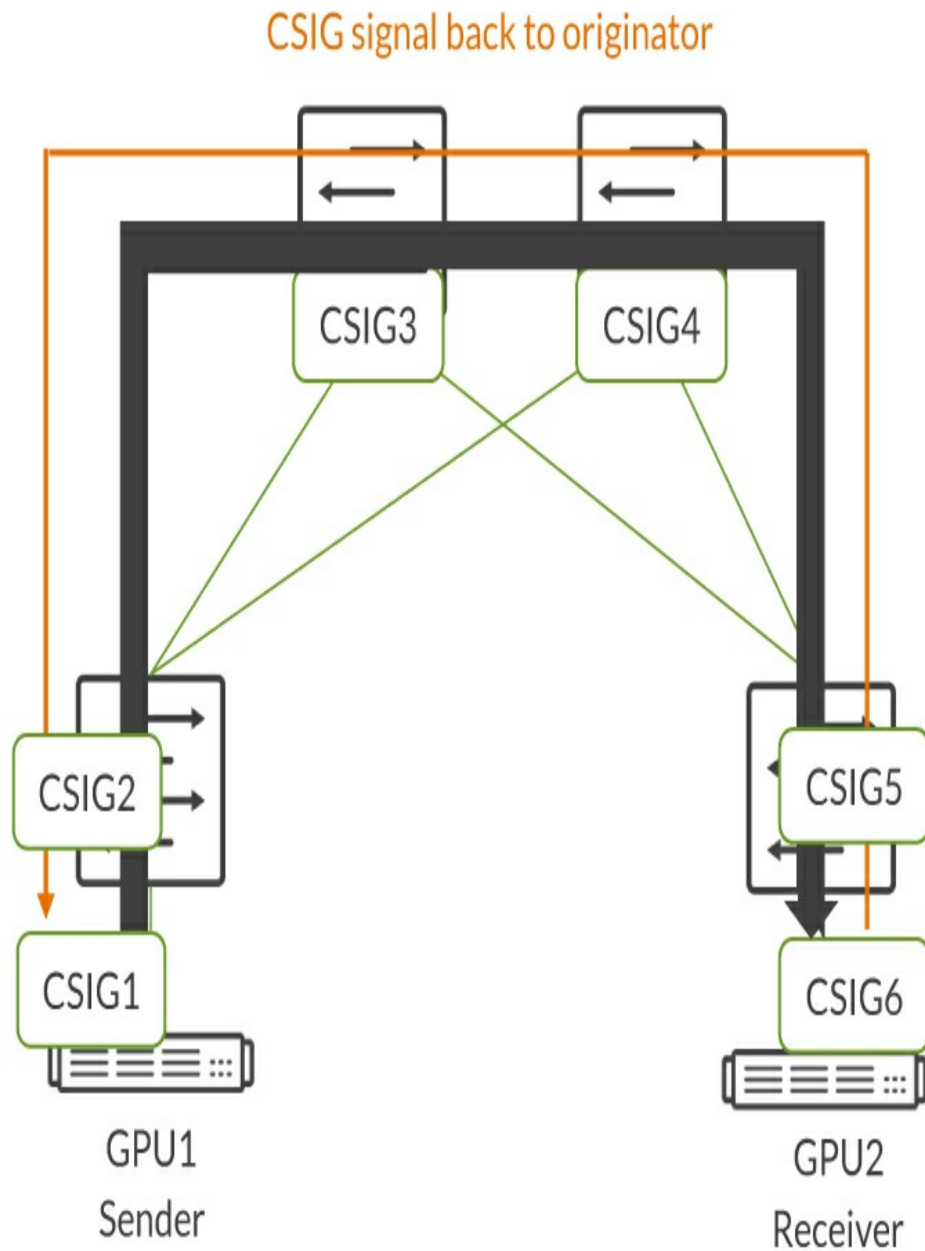 CSIG signal back to originator
CSIG3
CSIG4
CSIG2
CSIG5
CSIG1
CSIG6
GPU1
Sender
GPU2
Receiver